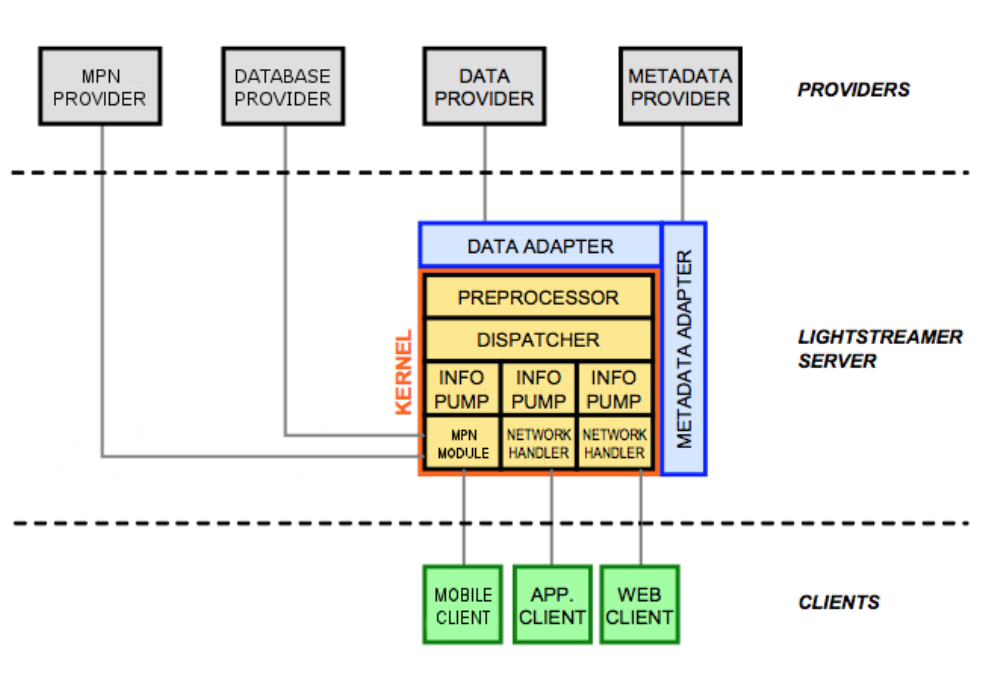 MPN
PROVIDER
DATABASE
PROVIDER
DATA
PROVIDER
METADATA
PROVIDER
PROVIDERS
DATA ADAPTER
METADATA ADAPTER
KERNEL
PREPROCESSOR
DISPATCHER
INFO
PUMP
INFO
PUMP
INFO
PUMP
MPN
MODULE
NETWORK
HANDLER
NETWORK
HANDLER
LIGHTSTREAMER
SERVER
MOBILE
CLIENT
APP.
CLIENT
WEB
CLIENT
CLIENTS